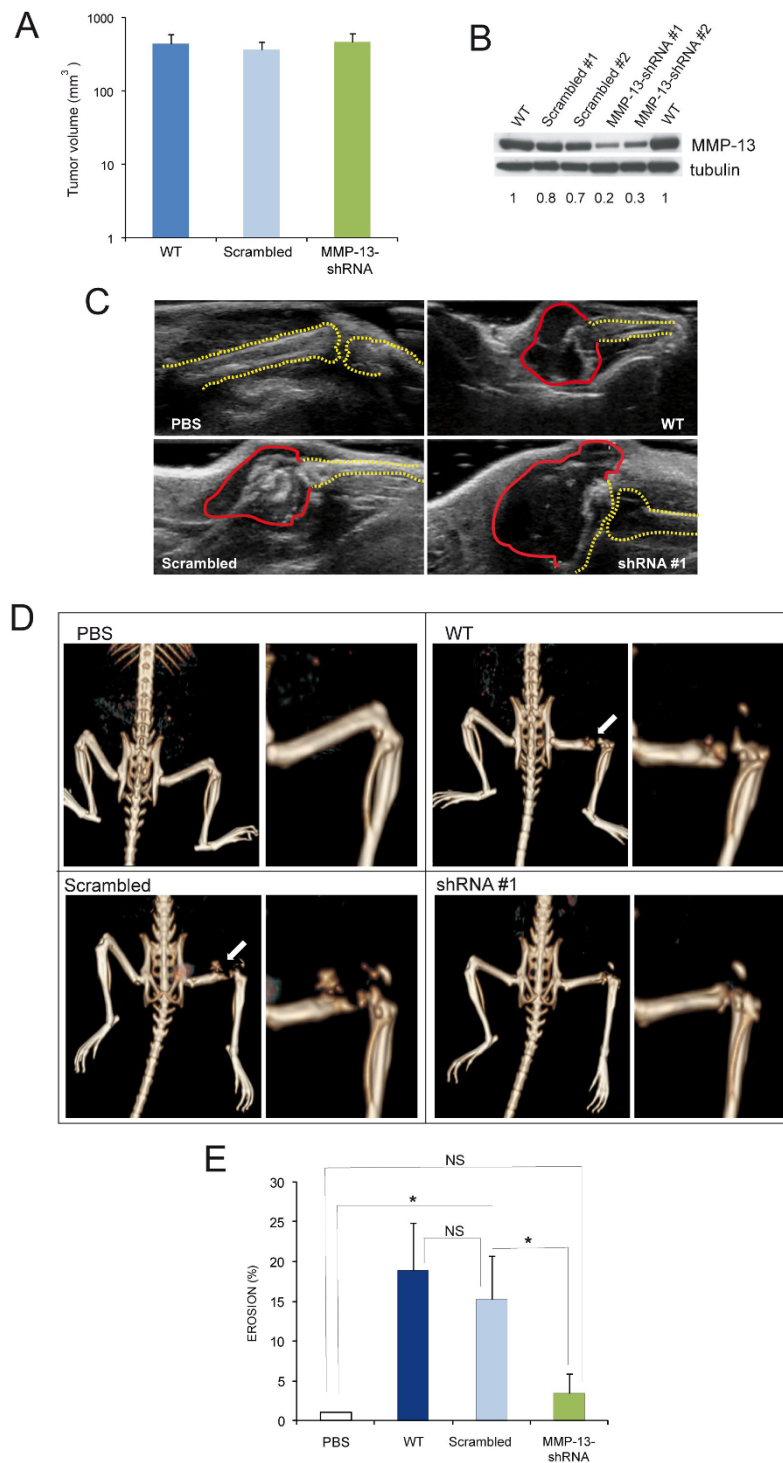 A
1000
100
10
1
Tumor volume (mm³)
WT
Scrambled
MMP-13-
shRNA
B
WT
Scrambled #1
Scrambled #2
MMP-13-shRNA #1
MMP-13-shRNA #2
WT
MMP-13
tubulin
1 0.8 0.7 0.2 0.3 1
C
PBS
WT
Scrambled
shRNA #1
D
PBS
WT
Scrambled
shRNA #1
E
NS
*
NS
*
35
30
25
20
15
10
5
0
EROSION (%)
PBS
WT
Scrambled
MMP-13-
shRNA